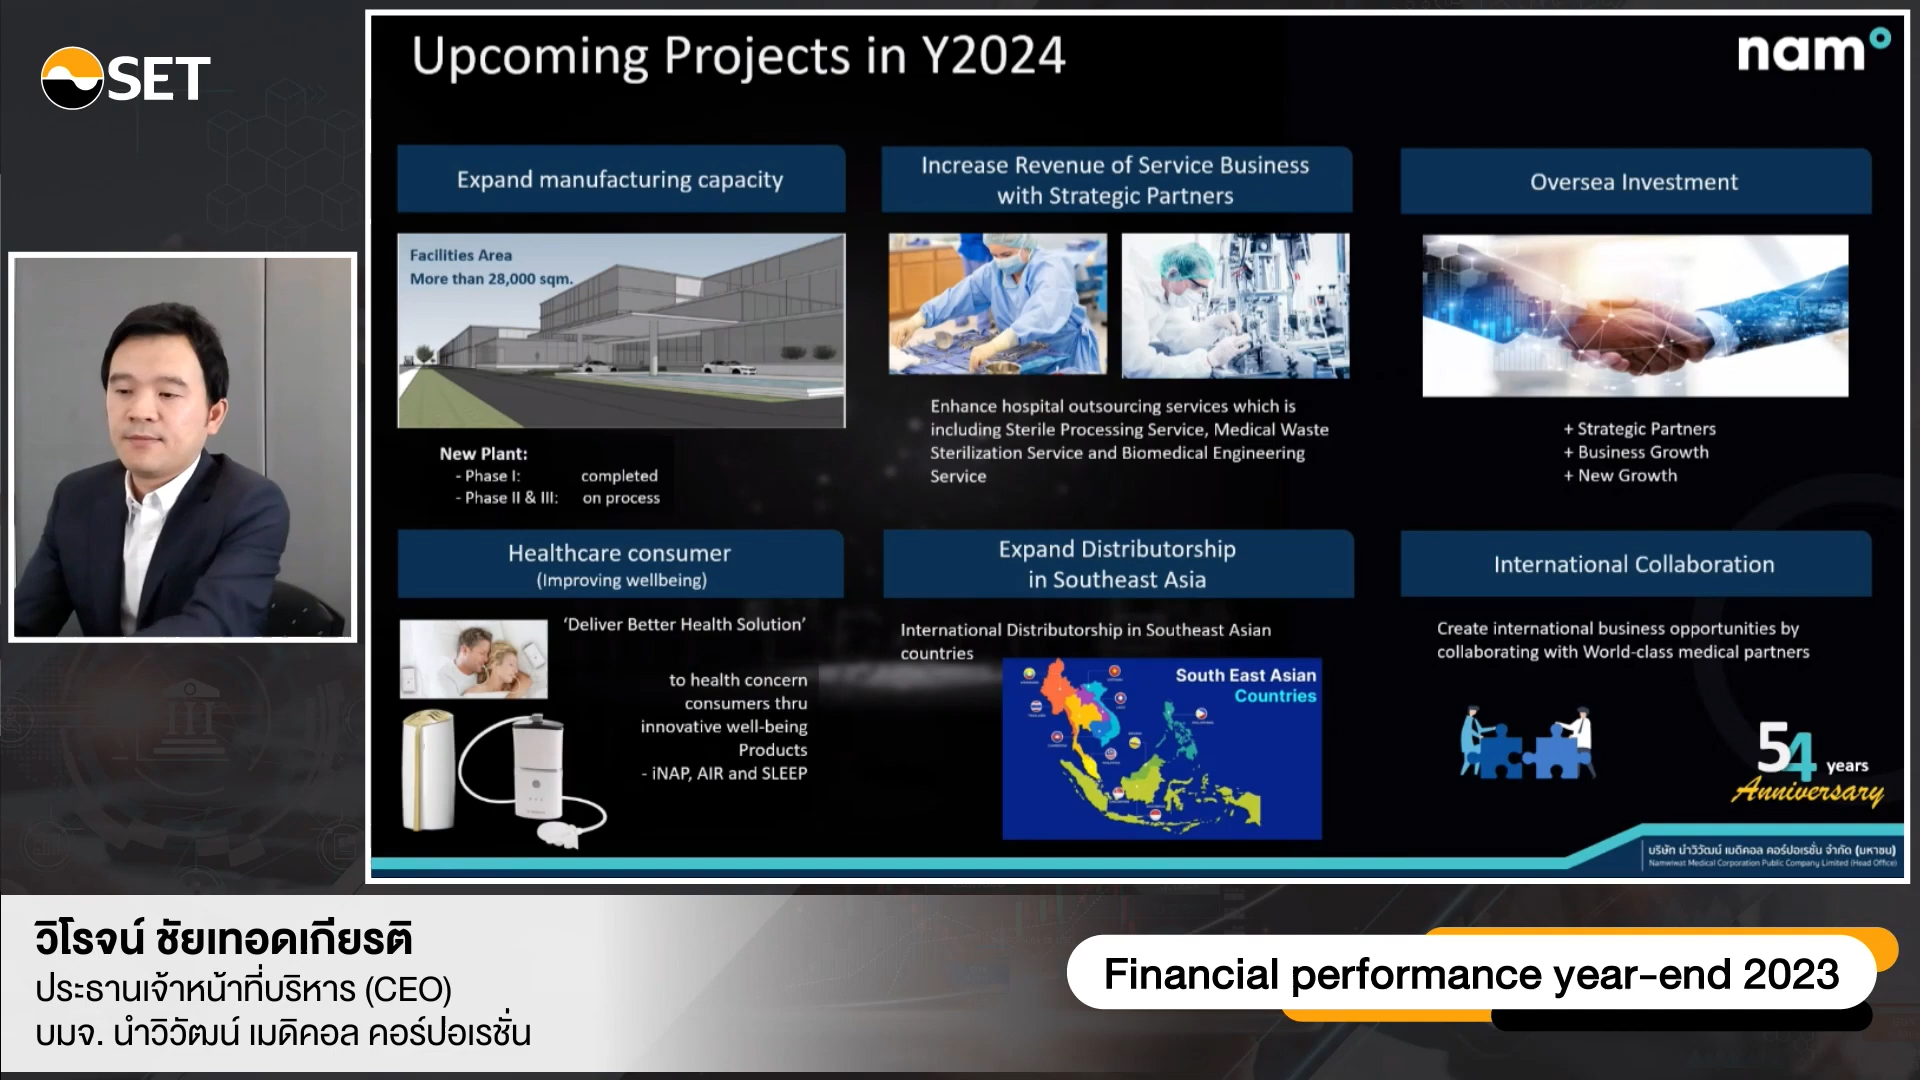 SET
Upcoming Projects in Y2024
nam
Expand manufacturing capacity
Facilities Area
More than 28,000 sqm.
New Plant:
- Phase I: completed
- Phase II & III: on process
Increase Revenue of Service Business
with Strategic Partners
Enhance hospital outsourcing services which is
including Sterile Processing Service, Medical Waste
Sterilization Service and Biomedical Engineering
Service
Oversea Investment
+ Strategic Partners
+ Business Growth
+ New Growth
Healthcare consumer
(Improving wellbeing)
‘Deliver Better Health Solution’
to health concern
consumers thru
innovative well-being
Products
- iNAP, AIR and SLEEP
Expand Distributorship
in Southeast Asia
International Distributorship in Southeast Asian
countries
South East Asian
Countries
International Collaboration
Create international business opportunities by
collaborating with World-class medical partners
54 years
Anniversary
บริษัท นำวิวัฒน์ เมดิคอล คอร์ปอเรชั่น จำกัด (มหาชน)
Namwiwat Medical Corporation Public Company Limited (Head Office)
วิโรจน์ ชัยเทอดเกียรติ
ประธานเจ้าหน้าที่บริหาร (CEO)
บมจ. นำวิวัฒน์ เมดิคอล คอร์ปอเรชั่น
Financial performance year-end 2023